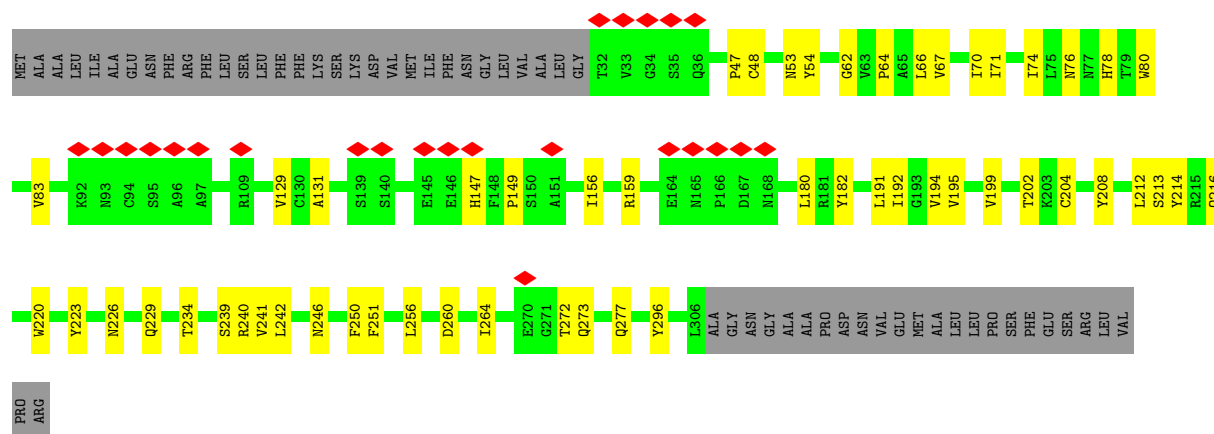 MET ALA ALA LEU ILE ALA GLU ASN PHE ARG PHE LEU SER LEU PHE PHE LYS SER LYS ASP VAL MET ILE PHE ASN GLY LEU VAL ALA LEU GLY T32 V33 G34 S35 Q36 P47 C48 N53 Y54 G62 V63 P64 A65 L66 V67 I70 I71 I74 L75 N76 N77 H78 T79 W80
V83 K92 N93 C94 S95 A96 A97 R109 V129 C130 A131 S139 S140 E145 E146 H147 F148 P149 S150 A151 I156 R159 E164 N165 P166 D167 N168 L180 R181 Y182 L191 I192 G193 V194 V195 V199 T202 K203 C204 Y208 L212 S213 Y214 R215
W220 Y223 N226 Q229 T234 S239 R240 V241 L242 N246 F250 F251 L256 D260 I264 E270 G271 T272 Q273 Q277 Y296 L306 ALA GLY ASN GLY ALA ALA PRO ASP ASN VAL GLU MET ALA LEU LEU PRO SER PHE GLU SER ARG LEU VAL
PRO ARG